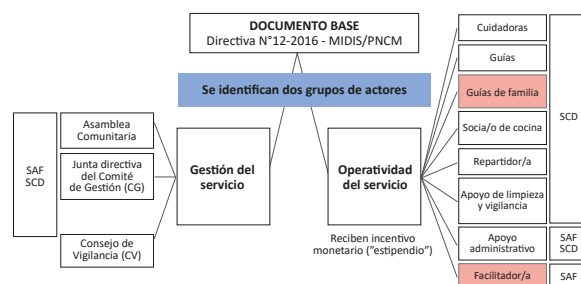 DOCUMENTO BASE
Directiva N°12-2016 - MIDIS/PNCM
Se identifican dos grupos de actores
SAF
SCD
Asamblea
Comunitaria
Junta directiva
del Comité
de Gestión (CG)
Consejo de
Vigilancia (CV)
Gestión del
servicio
Operatividad
del servicio
Reciben incentivo
monetario (“estipendio”)
Cuidadoras
Guías
Guías de familia
Socia/o de cocina
Repartidor/a
Apoyo de limpieza
y vigilancia
Apoyo
administrativo
Facilitador/a
SCD
SAF
SCD
SAF